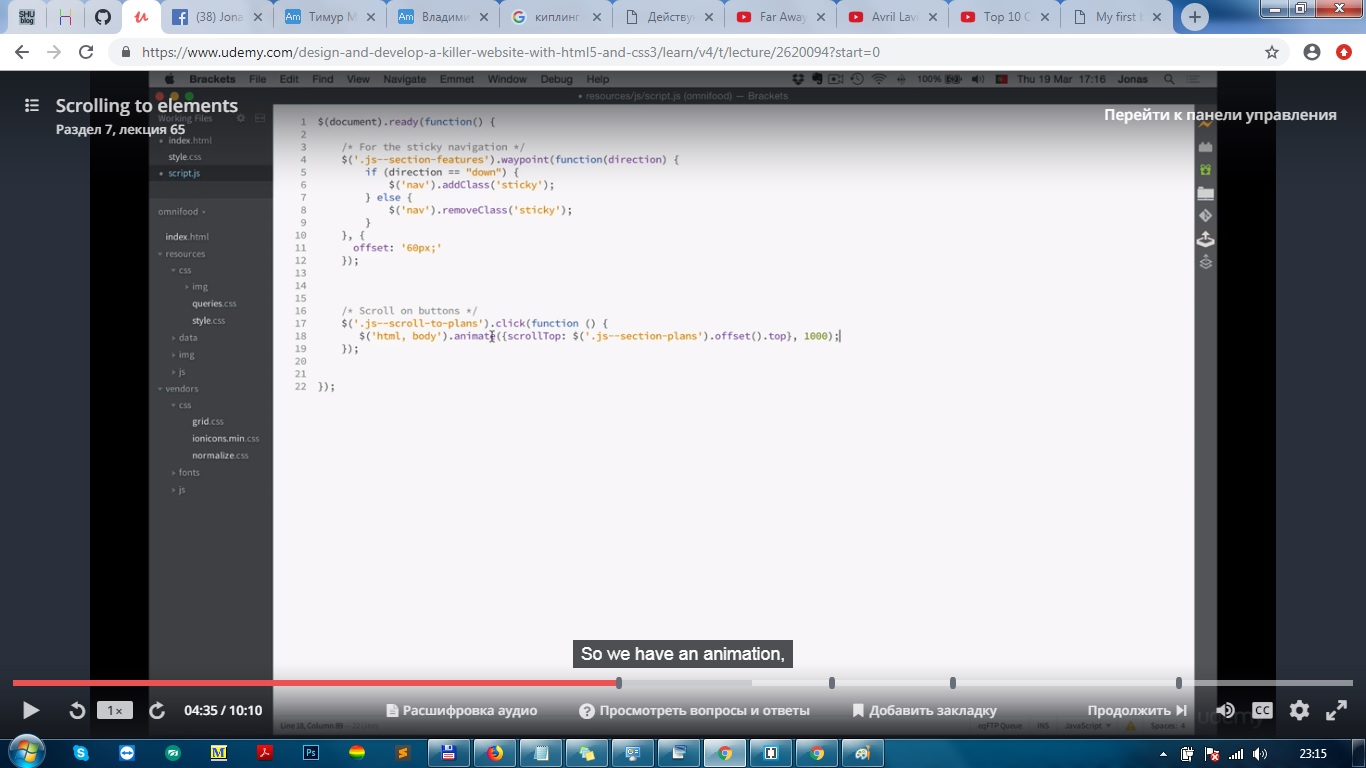 SHU
blog
(38) Jona
Тимур М
Владими
киплинг
Действу
Far Away
Avril Lav
Top 10 C
My first b
https://www.udemy.com/design-and-develop-a-killer-website-with-html5-and-css3/learn/v4/t/lecture/2620094?start=0
Brackets File Edit Find View Navigate Emmet Window Debug Help 100% Thu 19 Mar 17:16 Jonas
• resources/js/script.js (omnifood) — Brackets
Scrolling to elements
Раздел 7, лекция 65
Перейти к панели управления
Working Files
index.html
style.css
script.js
omnifood
index.html
resources
css
img
queries.css
style.css
data
img
js
vendors
css
grid.css
ionicons.min.css
normalize.css
fonts
js
1 $(document).ready(function() {
2
3 /* For the sticky navigation */
4 $('.js--section-features').waypoint(function(direction) {
5 if (direction == "down") {
6 $('nav').addClass('sticky');
7 } else {
8 $('nav').removeClass('sticky');
9 }
10 }, {
11 offset: '60px;'
12 });
13
14
15
16 /* Scroll on buttons */
17 $('.js--scroll-to-plans').click(function () {
18 $('html, body').animate({scrollTop: $('.js--section-plans').offset().top}, 1000);
19 });
20
21
22 });
So we have an animation,
1×
04:35 / 10:10
Расшифровка аудио
Просмотреть вопросы и ответы
Добавить закладку
Продолжить
udemy
CC
Line 18, Column 89 — 22 Lines
INS
JavaScript
Spaces: 4
23:15